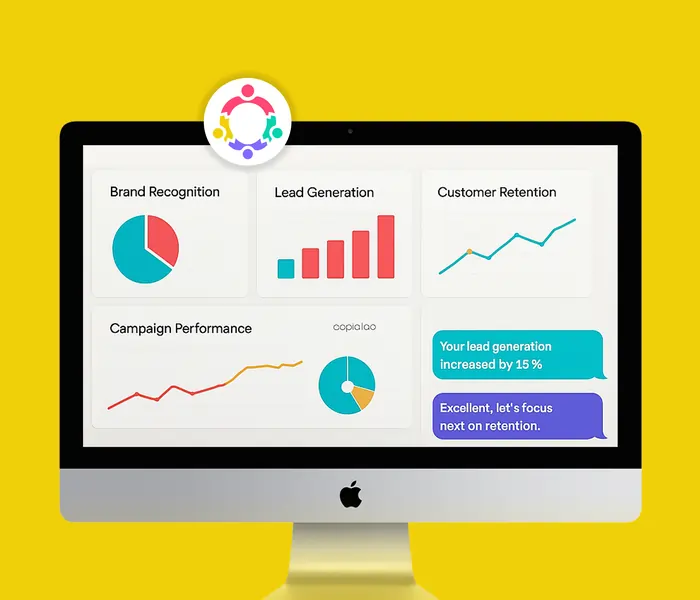 Brand Recognition
Lead Generation
Customer Retention
Campaign Performance
copialao
Your lead generation
increased by 15 %
Excellent, let's focus
next on retention.